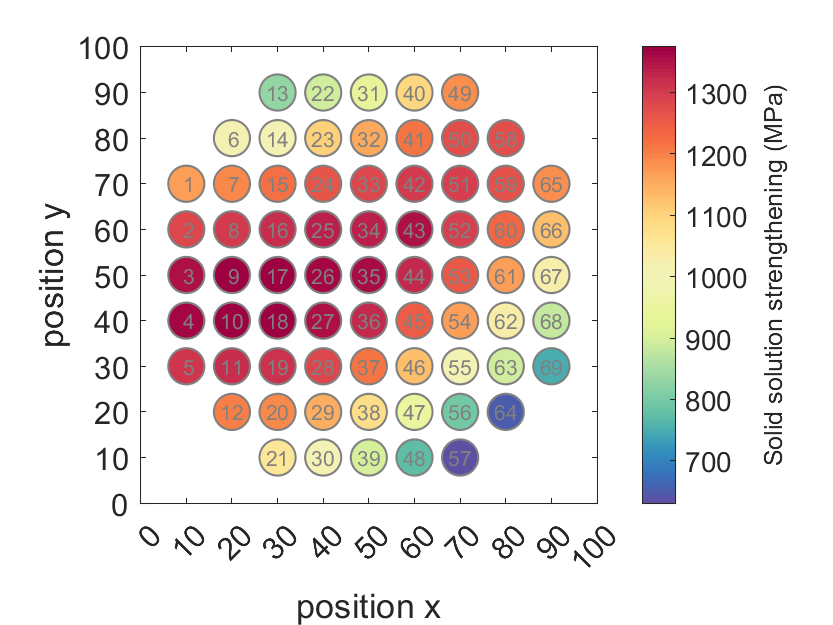 100
90
80
70
60
50
40
30
20
10
0
13 22 31 40 49
6 14 23 32 41 50 58
1 7 15 24 33 42 51 59 65
2 8 16 25 34 43 52 60 66
3 9 17 26 35 44 53 61 67
4 10 18 27 36 45 54 62 68
5 11 19 28 37 46 55 63 69
12 20 29 38 47 56 64
21 30 39 48 57
0 10 20 30 40 50 60 70 80 90 100
position x
position y
1300
1200
1100
1000
900
800
700
Solid solution strengthening (MPa)